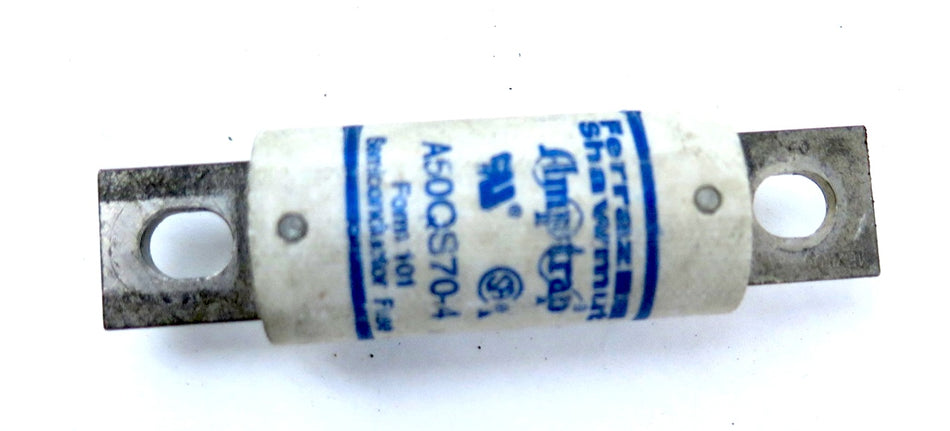 Ferraz
Shawmut
Amp-trap
A50QS70-4
Form 101
Semiconductor Fuse